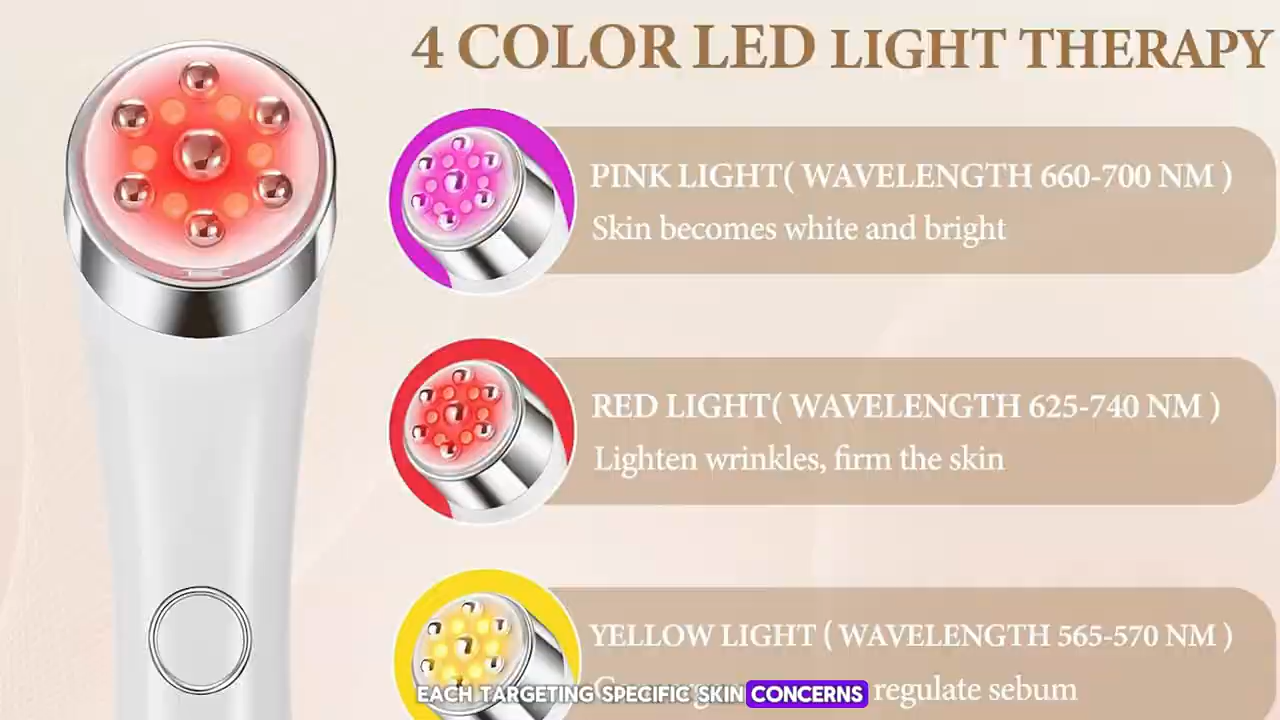 4 COLOR LED LIGHT THERAPY
PINK LIGHT( WAVELENGTH 660-700 NM )
Skin becomes white and bright
RED LIGHT( WAVELENGTH 625-740 NM )
Lighten wrinkles, firm the skin
YELLOW LIGHT ( WAVELENGTH 565-570 NM )
regulate sebum
EACH TARGETING SPECIFIC SKIN CONCERNS